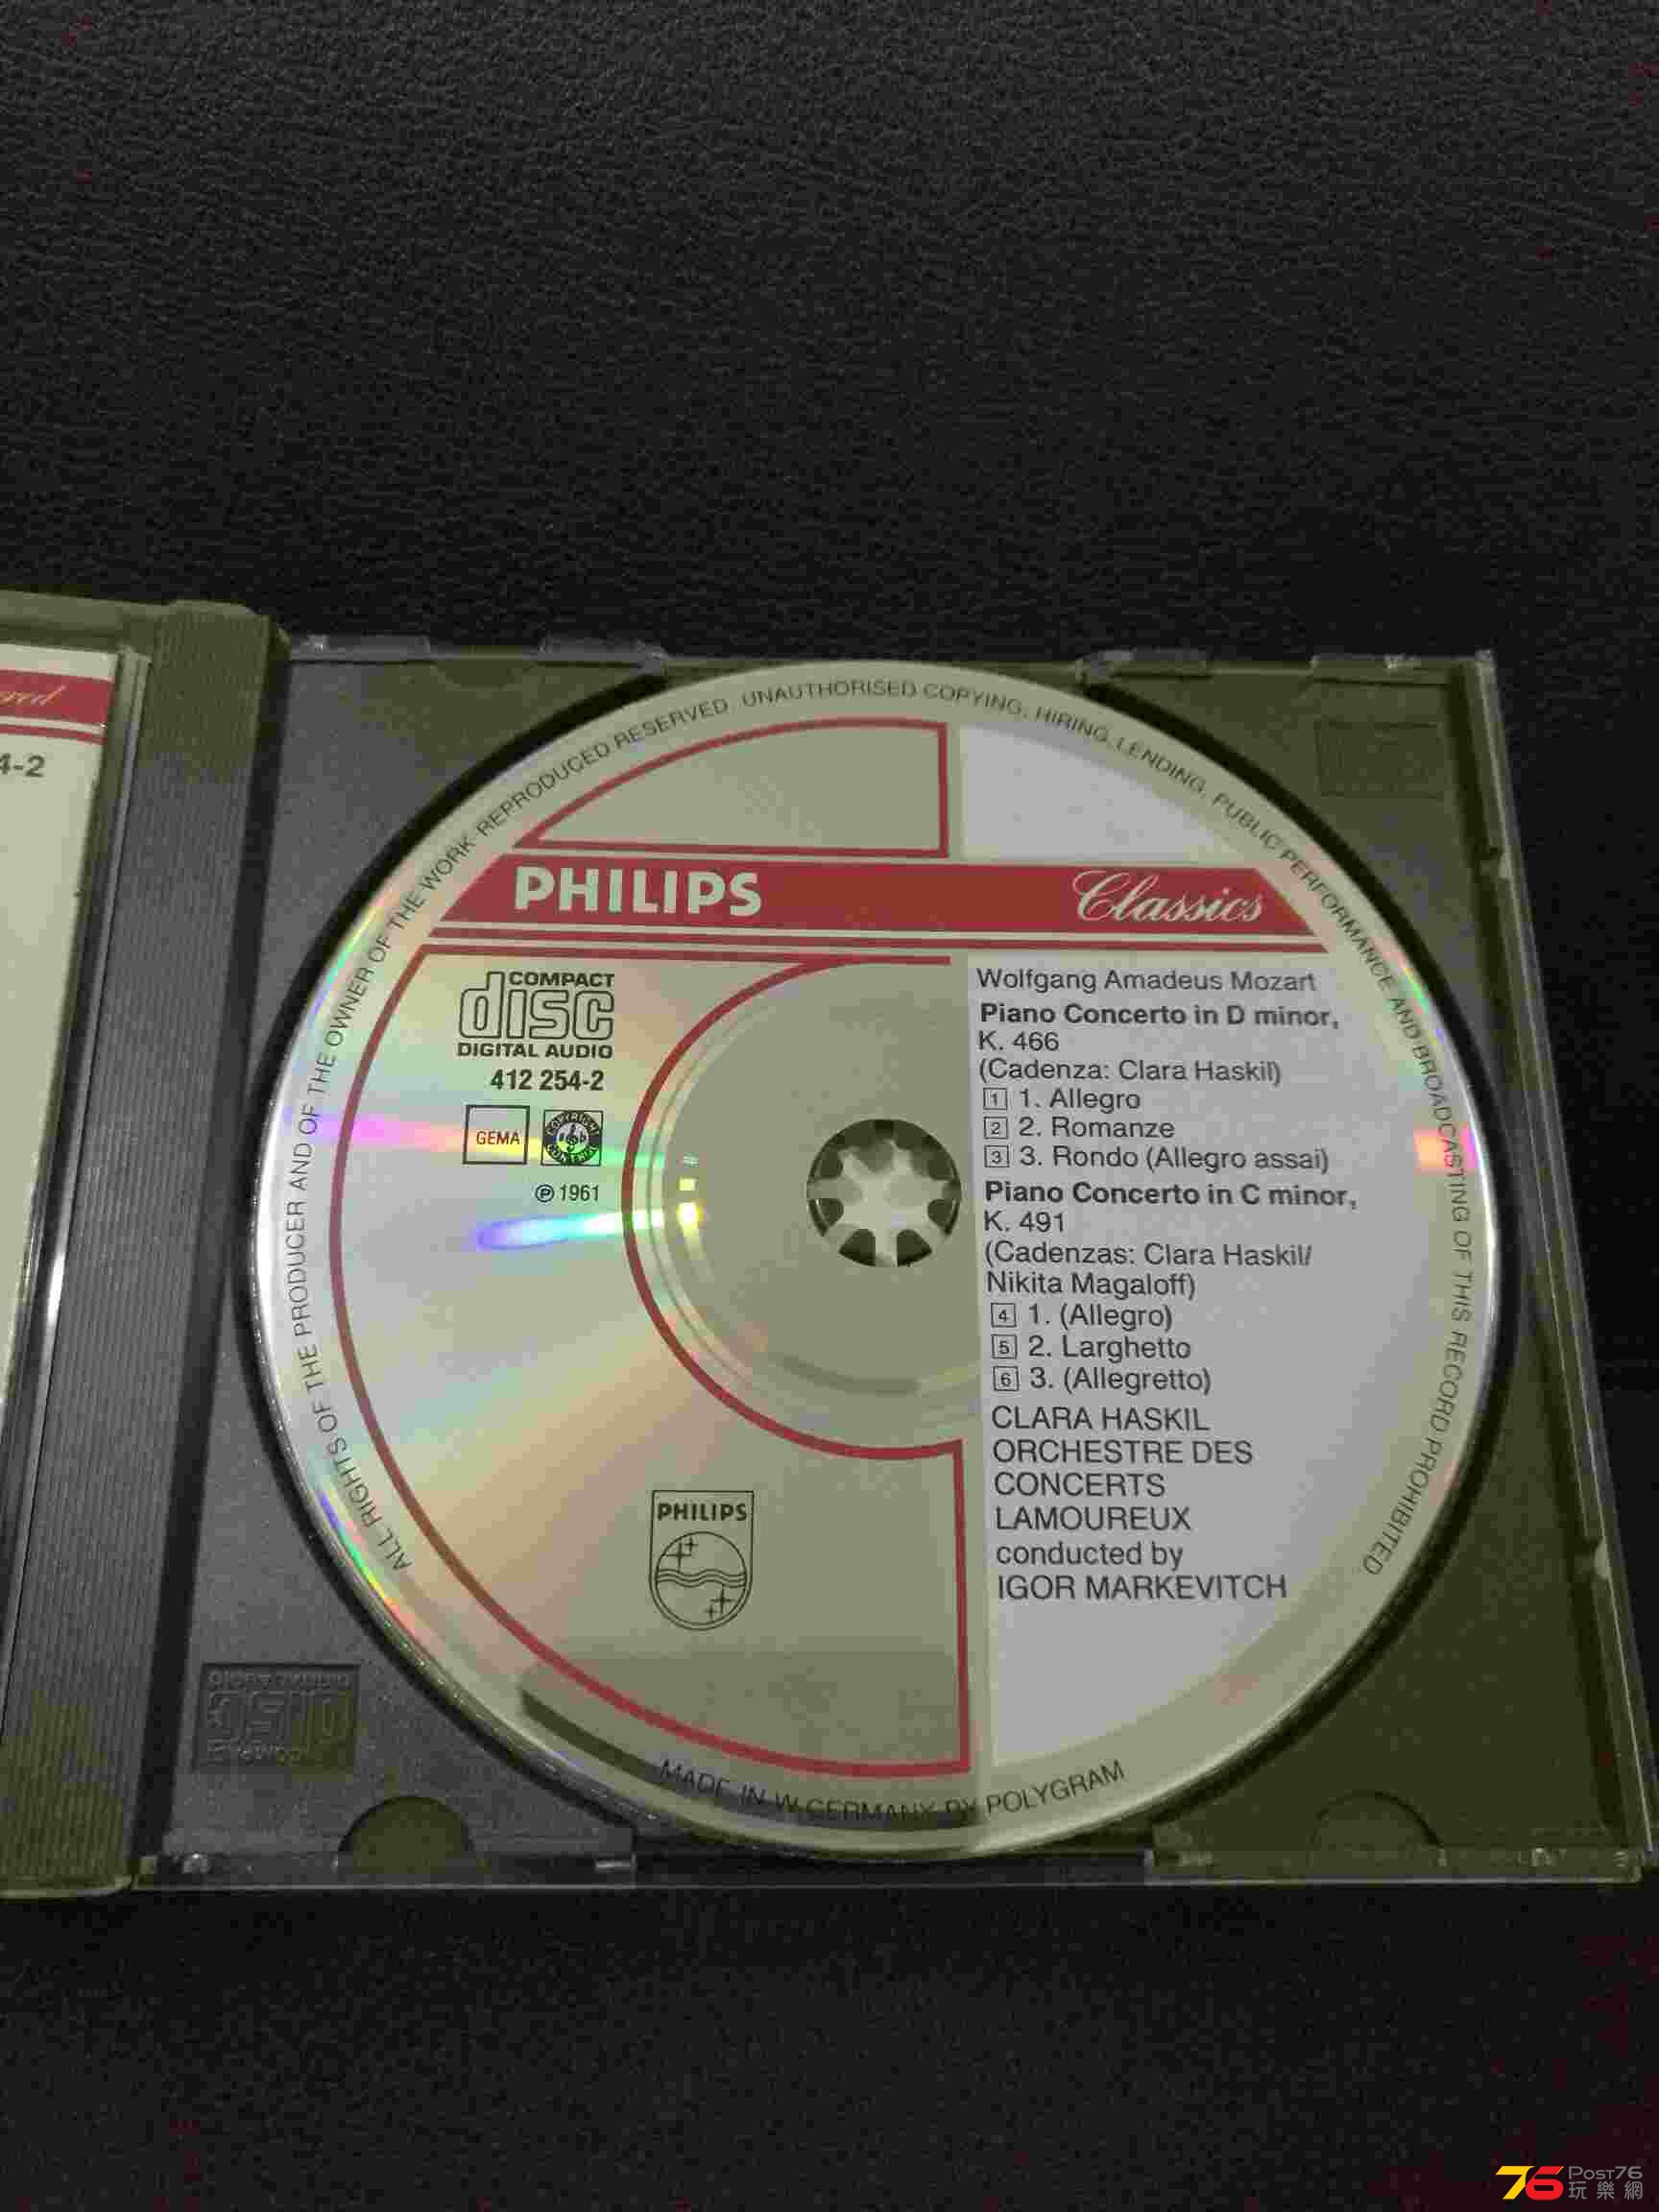 ALL RIGHTS OF THE PRODUCER AND OF THE OWNER OF THE WORK REPRODUCED RESERVED UNAUTHORISED COPYING, HIRING, LENDING, PUBLIC PERFORMANCE AND BROADCASTING OF THIS RECORD PROHIBITED
4-2
PHILIPS Classics
COMPACT
disc
DIGITAL AUDIO
412 254-2
GEMA
℗ 1961
Wolfgang Amadeus Mozart
Piano Concerto in D minor,
K. 466
(Cadenza: Clara Haskil)
1 1. Allegro
2 2. Romanze
3 3. Rondo (Allegro assai)
Piano Concerto in C minor,
K. 491
(Cadenzas: Clara Haskil/
Nikita Magaloff)
4 1. (Allegro)
5 2. Larghetto
6 3. (Allegretto)
CLARA HASKIL
ORCHESTRE DES
CONCERTS
LAMOUREUX
conducted by
IGOR MARKEVITCH
PHILIPS
MADE IN W. GERMANY BY POLYGRAM
76 Post76
玩樂網